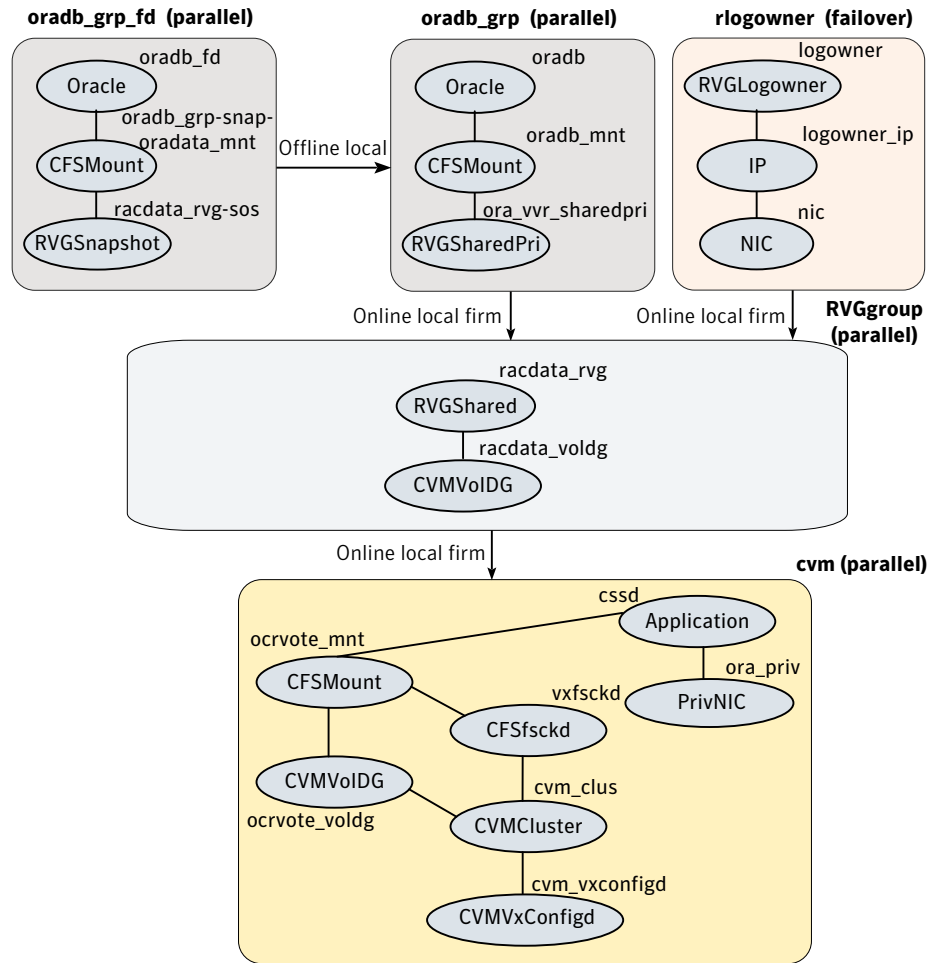 oradb_grp_fd (parallel)
oradb_grp (parallel)
rlogowner (failover)
oradb_fd
Oracle
oradb_grp-snap-
oradata_mnt
CFSMount
racdata_rvg-sos
RVGSnapshot
Offline local
oradb
Oracle
oradb_mnt
CFSMount
ora_vvr_sharedpri
RVGSharedPri
logowner
RVGLogowner
logowner_ip
IP
nic
NIC
Online local firm
Online local firm
RVGgroup
(parallel)
racdata_rvg
RVGShared
racdata_voldg
CVMVolDG
Online local firm
cvm (parallel)
cssd
Application
ocrvote_mnt
CFSMount
ora_priv
PrivNIC
vxfsckd
CFSfsckd
CVMVolDG
ocrvote_voldg
cvm_clus
CVMCluster
cvm_vxconfigd
CVMVxConfigd